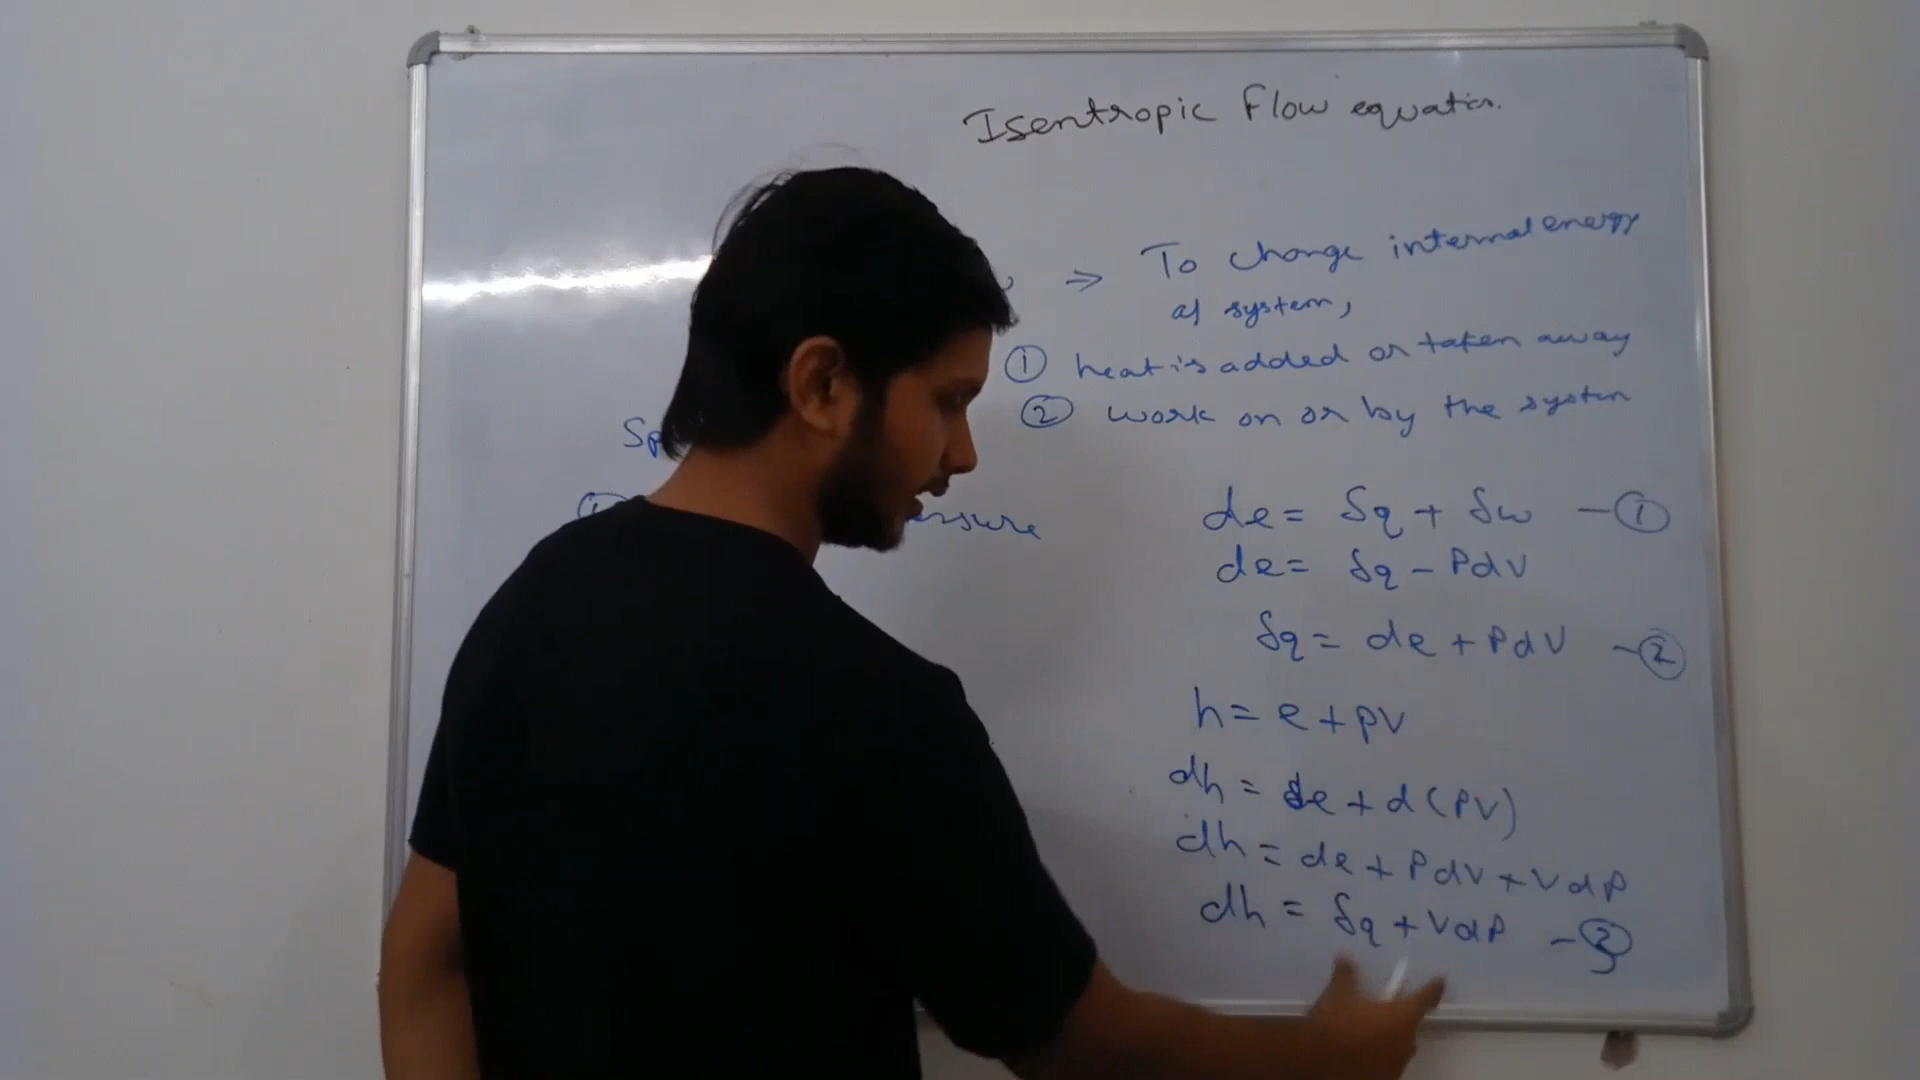 Isentropic Flow equation.
⇒ To change internal energy
of system,
① heat is added or taken away
② work on or by the system
Sp
①
de = δq + δw — ①
de = δq - PdV
δq = de + PdV — ②
h = e + PV
dh = de + d(PV)
dh = de + PdV + VdP
dh = δq + VdP — ③